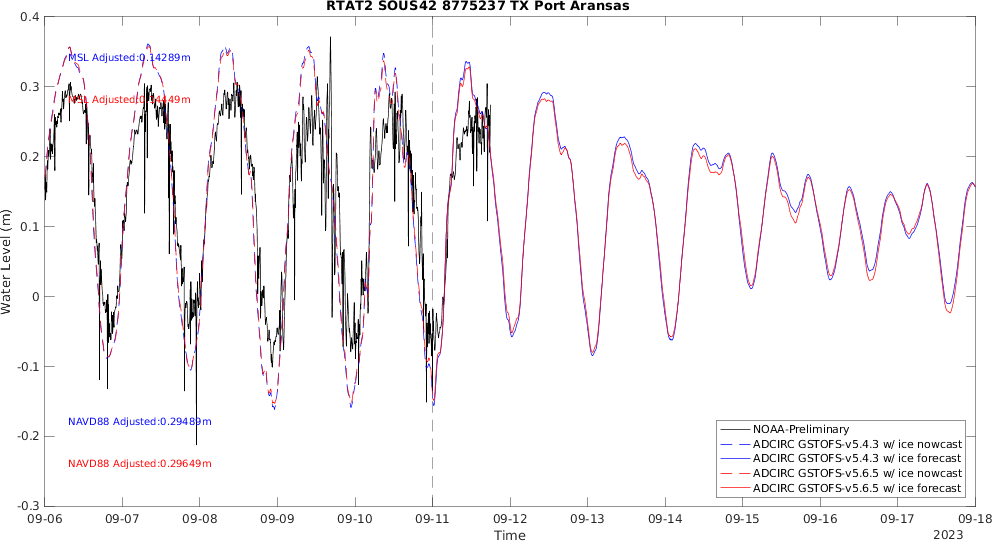 RTAT2 SOUS42 8775237 TX Port Aransas
0.4
0.3
0.2
0.1
0
-0.1
-0.2
-0.3
Water Level (m)
MSL Adjusted:0.14289m
MSL Adjusted:0.14449m
NAVD88 Adjusted:0.29489m
NAVD88 Adjusted:0.29649m
NOAA-Preliminary
ADCIRC GSTOFS-v5.4.3 w/ ice nowcast
ADCIRC GSTOFS-v5.4.3 w/ ice forecast
ADCIRC GSTOFS-v5.6.5 w/ ice nowcast
ADCIRC GSTOFS-v5.6.5 w/ ice forecast
09-06 09-07 09-08 09-09 09-10 09-11 09-12 09-13 09-14 09-15 09-16 09-17 09-18
Time
2023